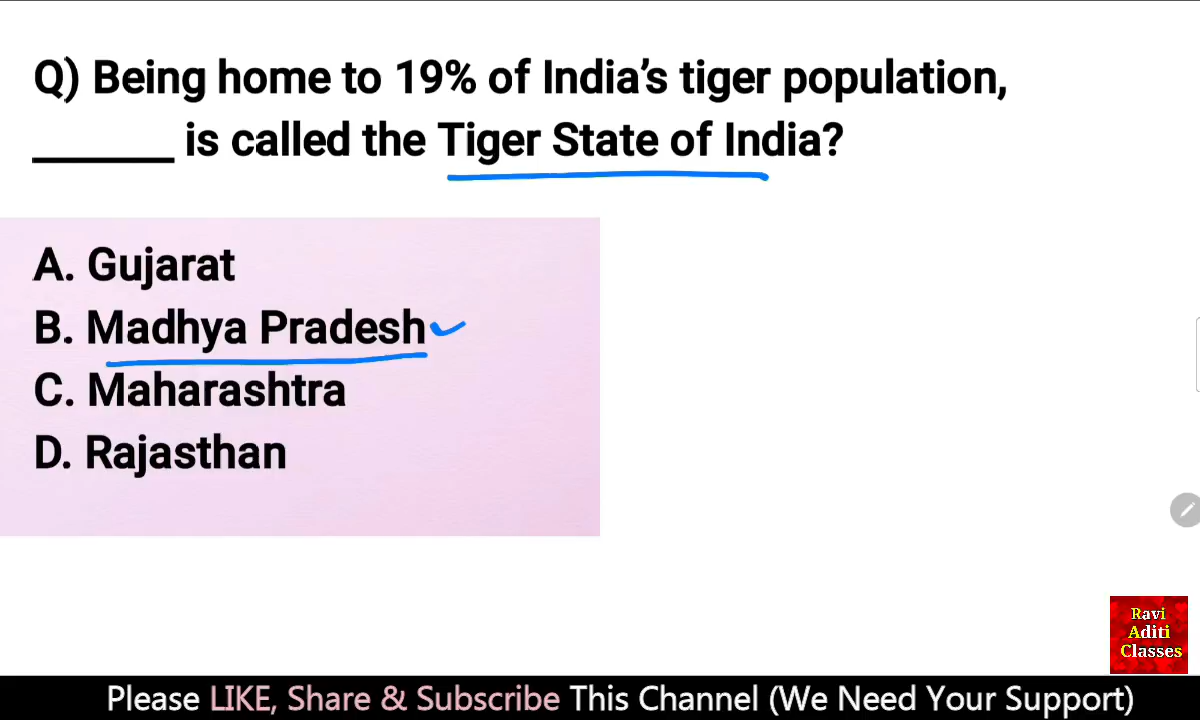 Q) Being home to 19% of India’s tiger population,
______ is called the Tiger State of India?
A. Gujarat
B. Madhya Pradesh
C. Maharashtra
D. Rajasthan
Ravi
Aditi
Classes
Please LIKE, Share & Subscribe This Channel (We Need Your Support)